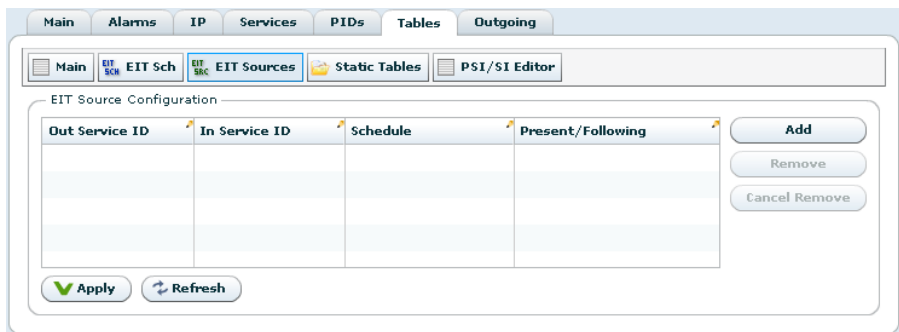 Main Alarms IP Services PIDs Tables Outgoing
Main EIT SCH EIT Sch EIT SRC EIT Sources Static Tables PSI/SI Editor
EIT Source Configuration
Out Service ID In Service ID Schedule Present/Following
Add
Remove
Cancel Remove
Apply Refresh